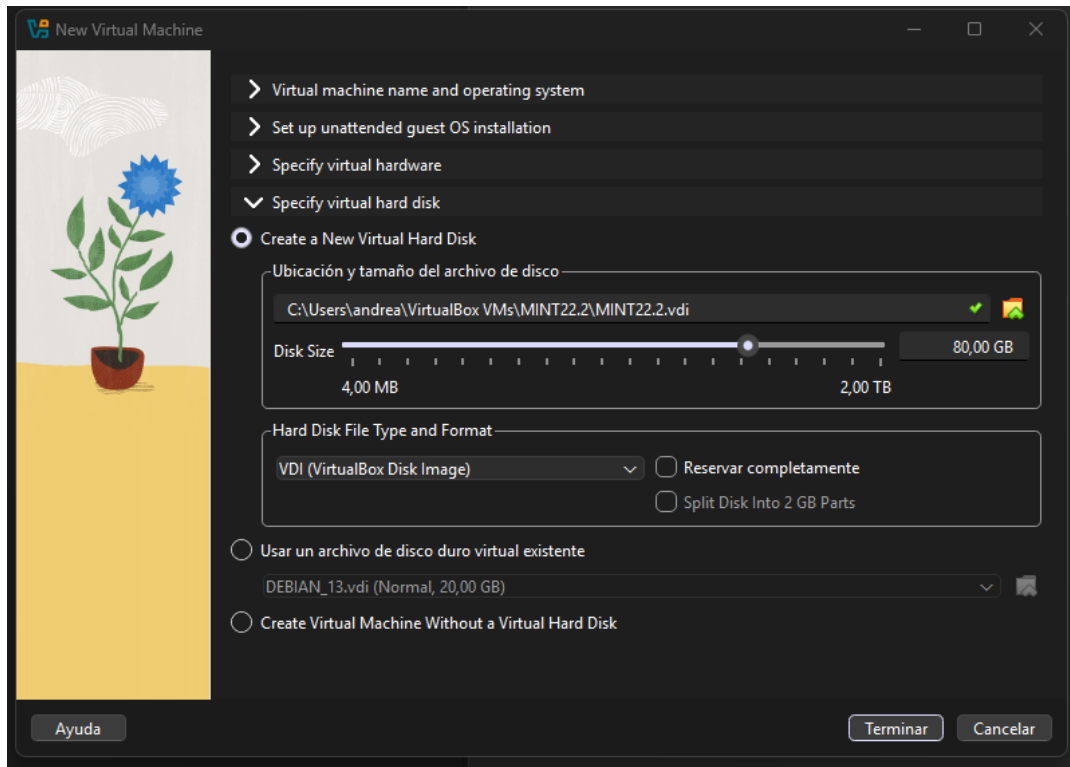 New Virtual Machine
Virtual machine name and operating system
Set up unattended guest OS installation
Specify virtual hardware
Specify virtual hard disk
Create a New Virtual Hard Disk
Ubicación y tamaño del archivo de disco
C:\Users\andrea\VirtualBox VMs\MINT22.2\MINT22.2.vdi
Disk Size 80,00 GB
4,00 MB 2,00 TB
Hard Disk File Type and Format
VDI (VirtualBox Disk Image) Reservar completamente
Split Disk Into 2 GB Parts
Usar un archivo de disco duro virtual existente
DEBIAN_13.vdi (Normal, 20,00 GB)
Create Virtual Machine Without a Virtual Hard Disk
Ayuda Terminar Cancelar